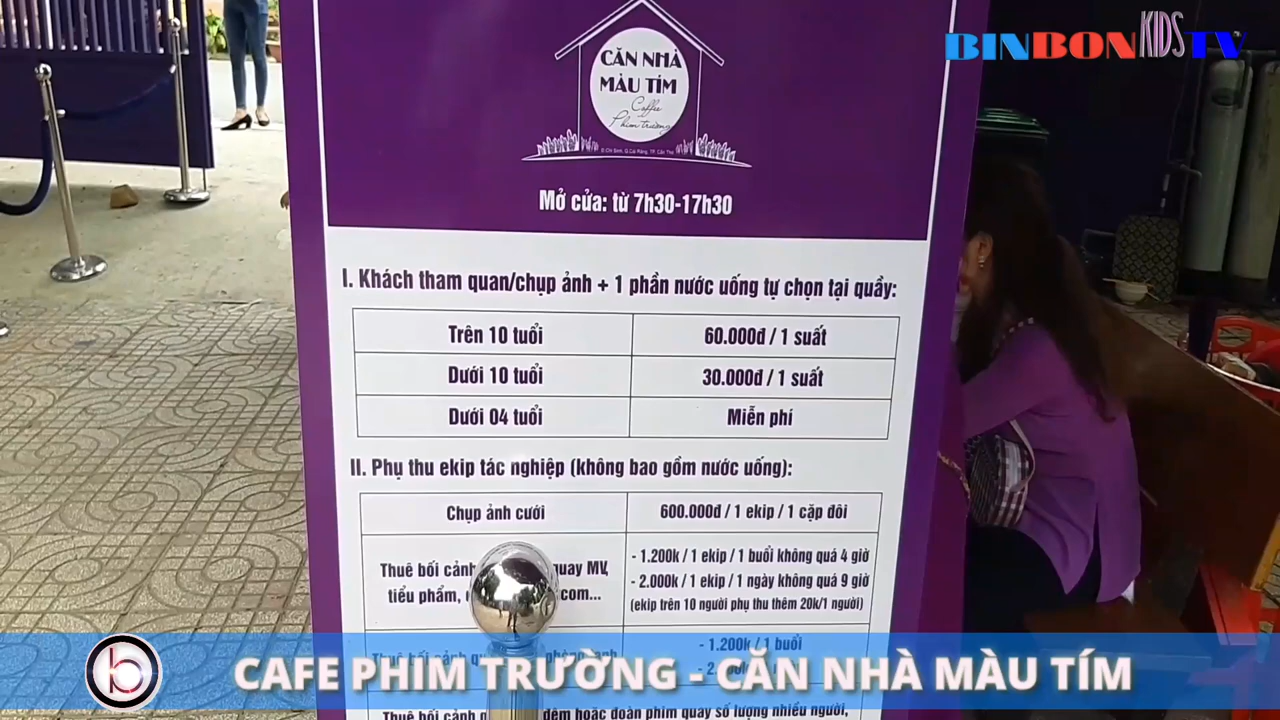 BINBONKIDSTV
CĂN NHÀ
MÀU TÍM
Coffee
Phim trường
Mở cửa: từ 7h30-17h30
I. Khách tham quan/chụp ảnh + 1 phần nước uống tự chọn tại quầy:
Trên 10 tuổi 60.000đ / 1 suất
Dưới 10 tuổi 30.000đ / 1 suất
Dưới 04 tuổi Miễn phí
II. Phụ thu ekip tác nghiệp (không bao gồm nước uống):
Chụp ảnh cưới 600.000đ / 1 ekip / 1 cặp đôi
Thuê bối cảnh quay MV, - 1.200k / 1 ekip / 1 buổi không quá 4 giờ
tiểu phẩm, com... - 2.000k / 1 ekip / 1 ngày không quá 9 giờ
(ekip trên 10 người phụ thu thêm 20k/1 người)
Thuê bối cảnh - 1.200k / 1 buổi
CAFE PHIM TRƯỜNG - CĂN NHÀ MÀU TÍM
Thuê bối cảnh đêm hoặc đoàn phim quay số lượng nhiều người,